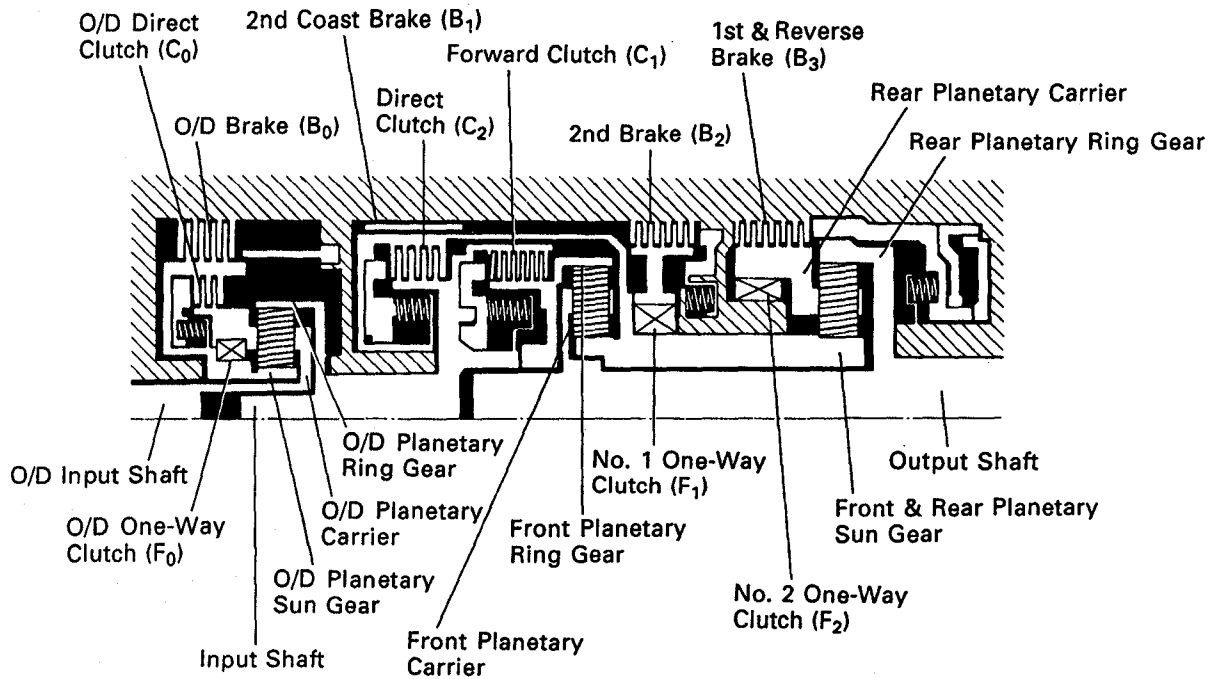 O/D Direct
Clutch (C0)
2nd Coast Brake (B1)
Forward Clutch (C1)
1st & Reverse
Brake (B3)
O/D Brake (B0)
Direct
Clutch (C2)
2nd Brake (B2)
Rear Planetary Carrier
Rear Planetary Ring Gear
O/D Input Shaft
O/D One-Way
Clutch (F0)
Input Shaft
O/D Planetary
Sun Gear
O/D Planetary
Carrier
O/D Planetary
Ring Gear
Front Planetary
Carrier
Front Planetary
Ring Gear
No. 1 One-Way
Clutch (F1)
No. 2 One-Way
Clutch (F2)
Front & Rear Planetary
Sun Gear
Output Shaft